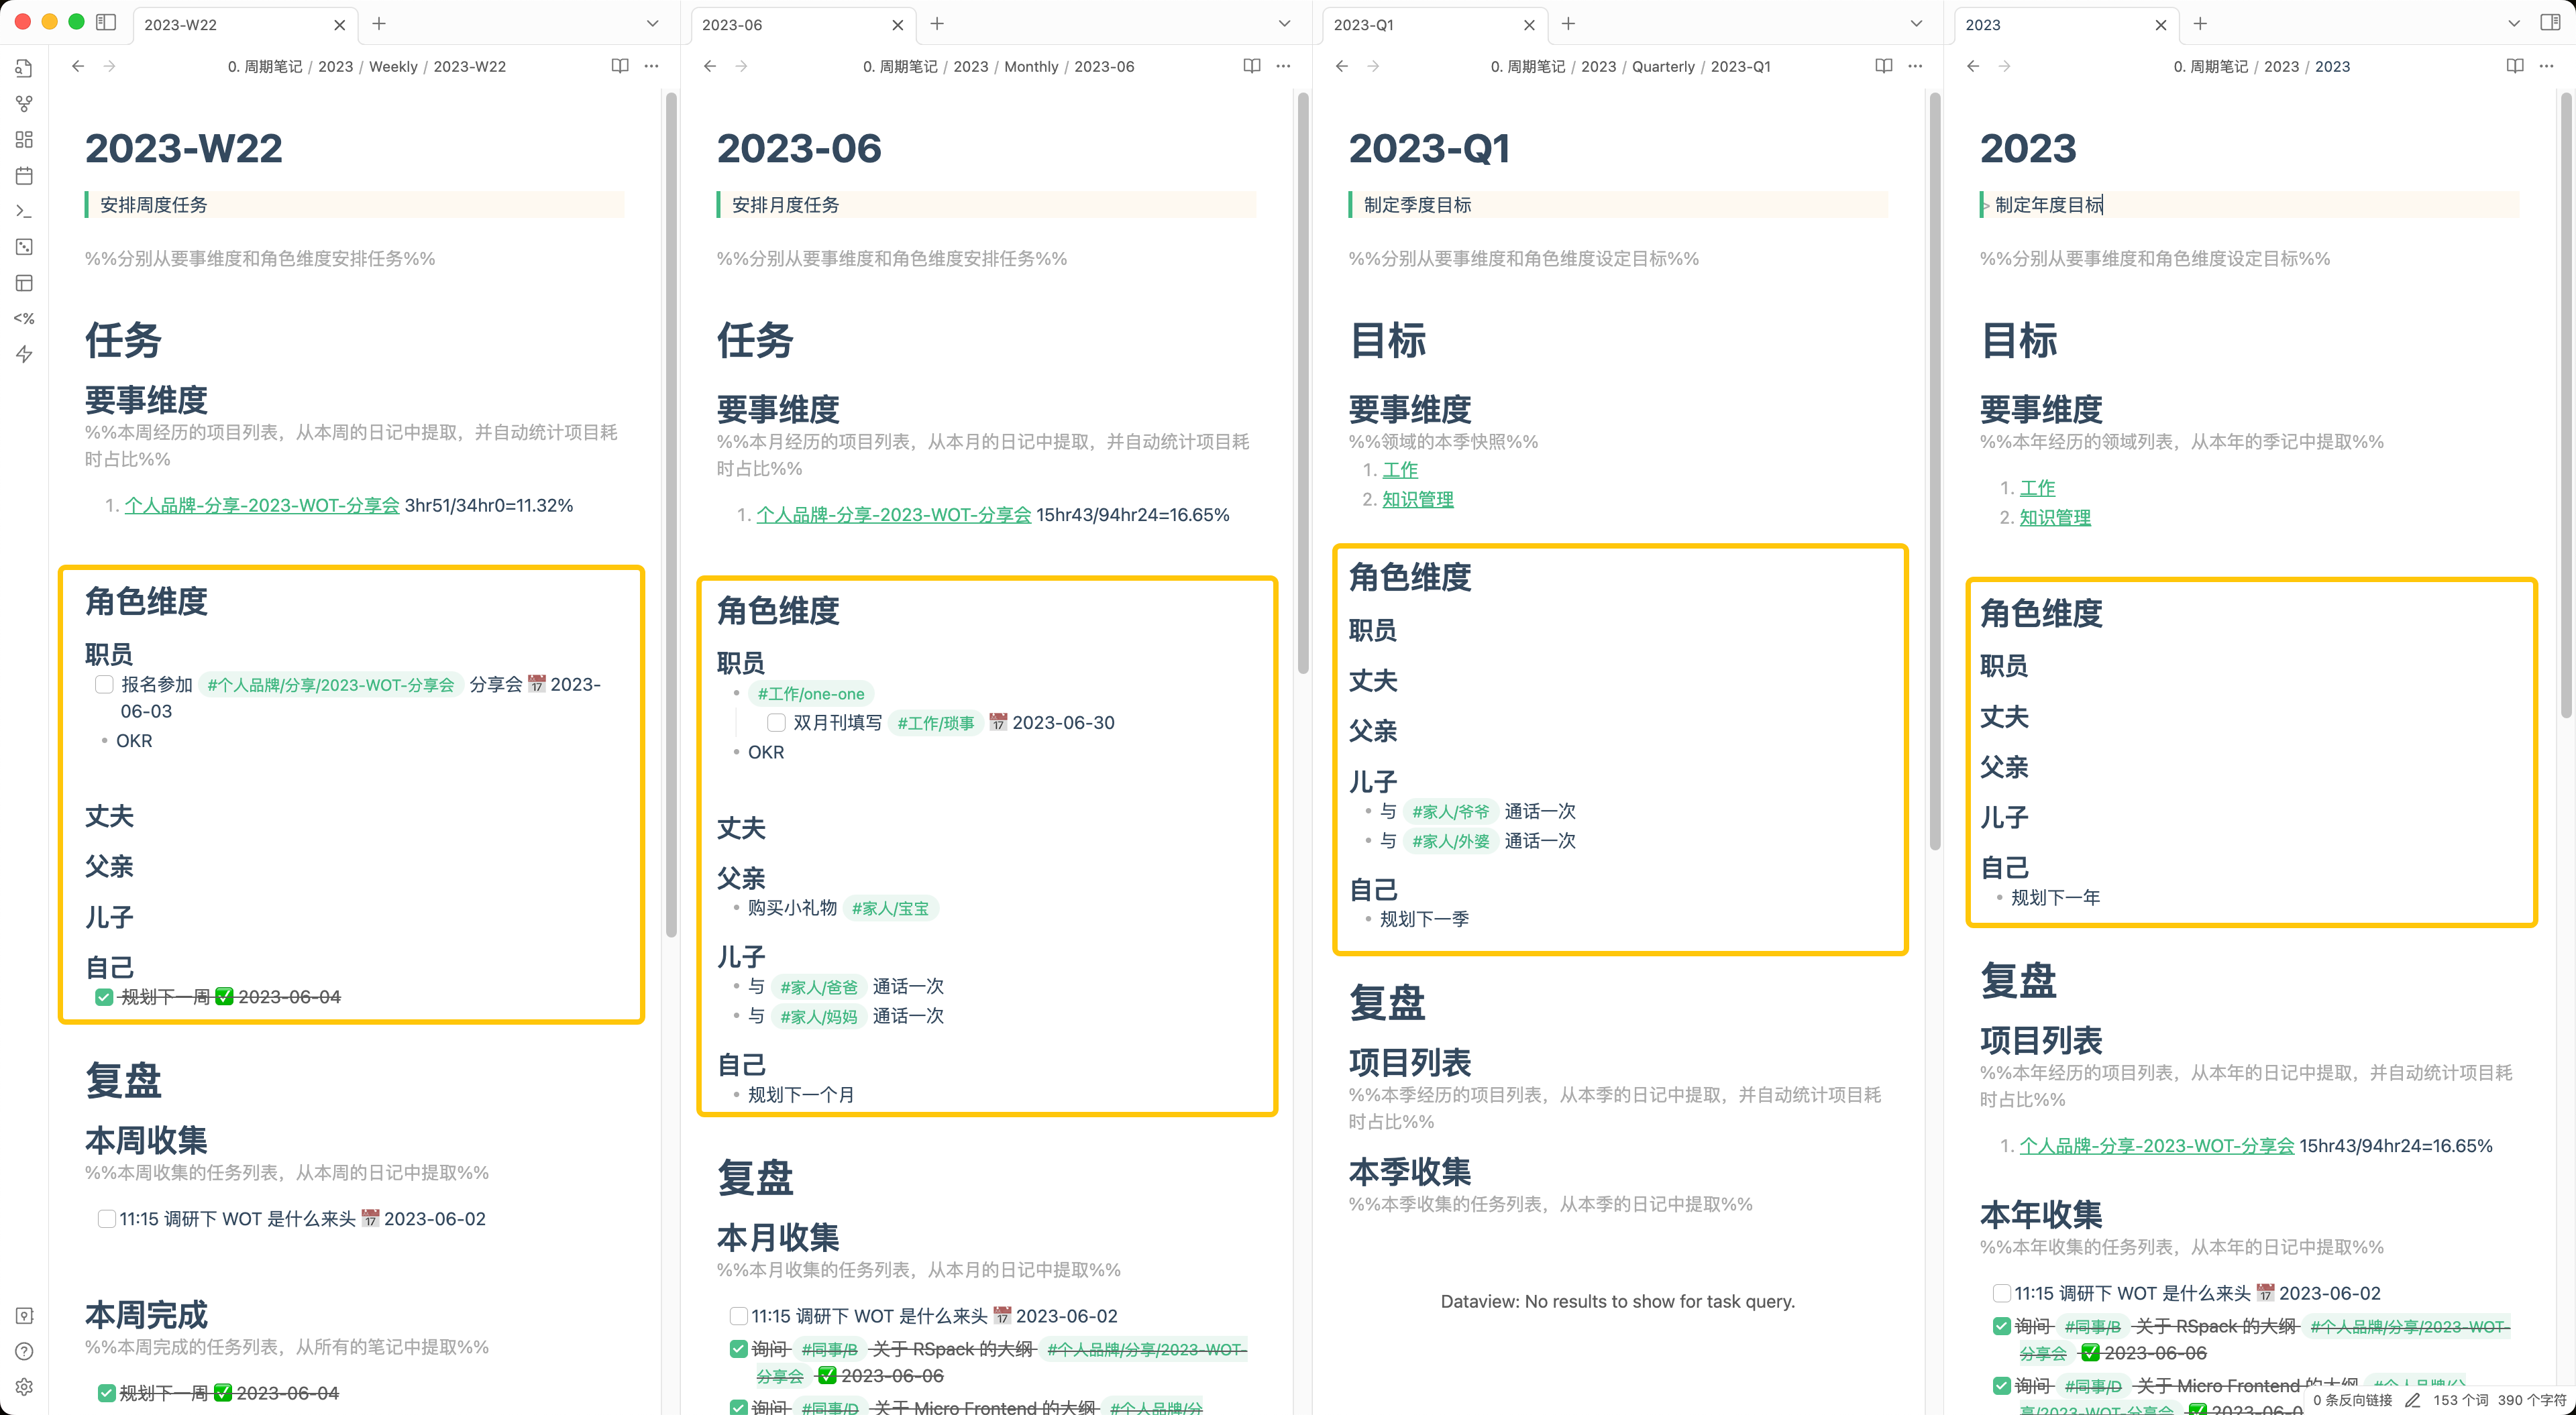 2023-W22
2023-06
2023-Q1
2023
0. 周期笔记 / 2023 / Weekly / 2023-W22
2023-W22
安排周度任务
%%分别从要事维度和角色维度安排任务%%
任务
要事维度
%%本周经历的项目列表，从本周的日记中提取，并自动统计项目耗
时占比%%
1. 个人品牌-分享-2023-WOT-分享会 3hr51/34hr0=11.32%
角色维度
职员
报名参加 #个人品牌/分享/2023-WOT-分享会 分享会 📅 2023-
06-03
• OKR
丈夫
父亲
儿子
自己
规划下一周 ✅ 2023-06-04
复盘
本周收集
%%本周收集的任务列表，从本周的日记中提取%%
11:15 调研下 WOT 是什么来头 📅 2023-06-02
本周完成
%%本周完成的任务列表，从所有的笔记中提取%%
规划下一周 ✅ 2023-06-04
0. 周期笔记 / 2023 / Monthly / 2023-06
2023-06
安排月度任务
%%分别从要事维度和角色维度安排任务%%
任务
要事维度
%%本月经历的项目列表，从本月的日记中提取，并自动统计项目耗
时占比%%
1. 个人品牌-分享-2023-WOT-分享会 15hr43/94hr24=16.65%
角色维度
职员
• #工作/one-one
双月刊填写 #工作/琐事 📅 2023-06-30
• OKR
丈夫
父亲
• 购买小礼物 #家人/宝宝
儿子
• 与 #家人/爸爸 通话一次
• 与 #家人/妈妈 通话一次
自己
• 规划下一个月
复盘
本月收集
%%本月收集的任务列表，从本月的日记中提取%%
11:15 调研下 WOT 是什么来头 📅 2023-06-02
询问 #同事/B 关于 RSpack 的大纲 #个人品牌/分享/2023-WOT-
分享会 ✅ 2023-06-06
询问 #同事/D 关于 Micro Frontend 的大纲 #个人品牌/分
0. 周期笔记 / 2023 / Quarterly / 2023-Q1
2023-Q1
制定季度目标
%%分别从要事维度和角色维度设定目标%%
目标
要事维度
%%领域的本季快照%%
1. 工作
2. 知识管理
角色维度
职员
丈夫
父亲
儿子
• 与 #家人/爷爷 通话一次
• 与 #家人/外婆 通话一次
自己
• 规划下一季
复盘
项目列表
%%本季经历的项目列表，从本季的日记中提取，并自动统计项目耗
时占比%%
本季收集
%%本季收集的任务列表，从本季的日记中提取%%
Dataview: No results to show for task query.
0. 周期笔记 / 2023 / 2023
2023
> 制定年度目标
%%分别从要事维度和角色维度设定目标%%
目标
要事维度
%%本年经历的领域列表，从本年的季记中提取%%
1. 工作
2. 知识管理
角色维度
职员
丈夫
父亲
儿子
自己
• 规划下一年
复盘
项目列表
%%本年经历的项目列表，从本年的日记中提取，并自动统计项目耗
时占比%%
1. 个人品牌-分享-2023-WOT-分享会 15hr43/94hr24=16.65%
本年收集
%%本年收集的任务列表，从本年的日记中提取%%
11:15 调研下 WOT 是什么来头 📅 2023-06-02
询问 #同事/B 关于 RSpack 的大纲 #个人品牌/分享/2023-WOT-
分享会 ✅ 2023-06-06
询问 #同事/D 关于 Micro Frontend 的大纲 #个人品牌/分
享/2023-WOT-分享会 ✅ 2023-06-0
0 条反向链接 153 个词 390 个字符